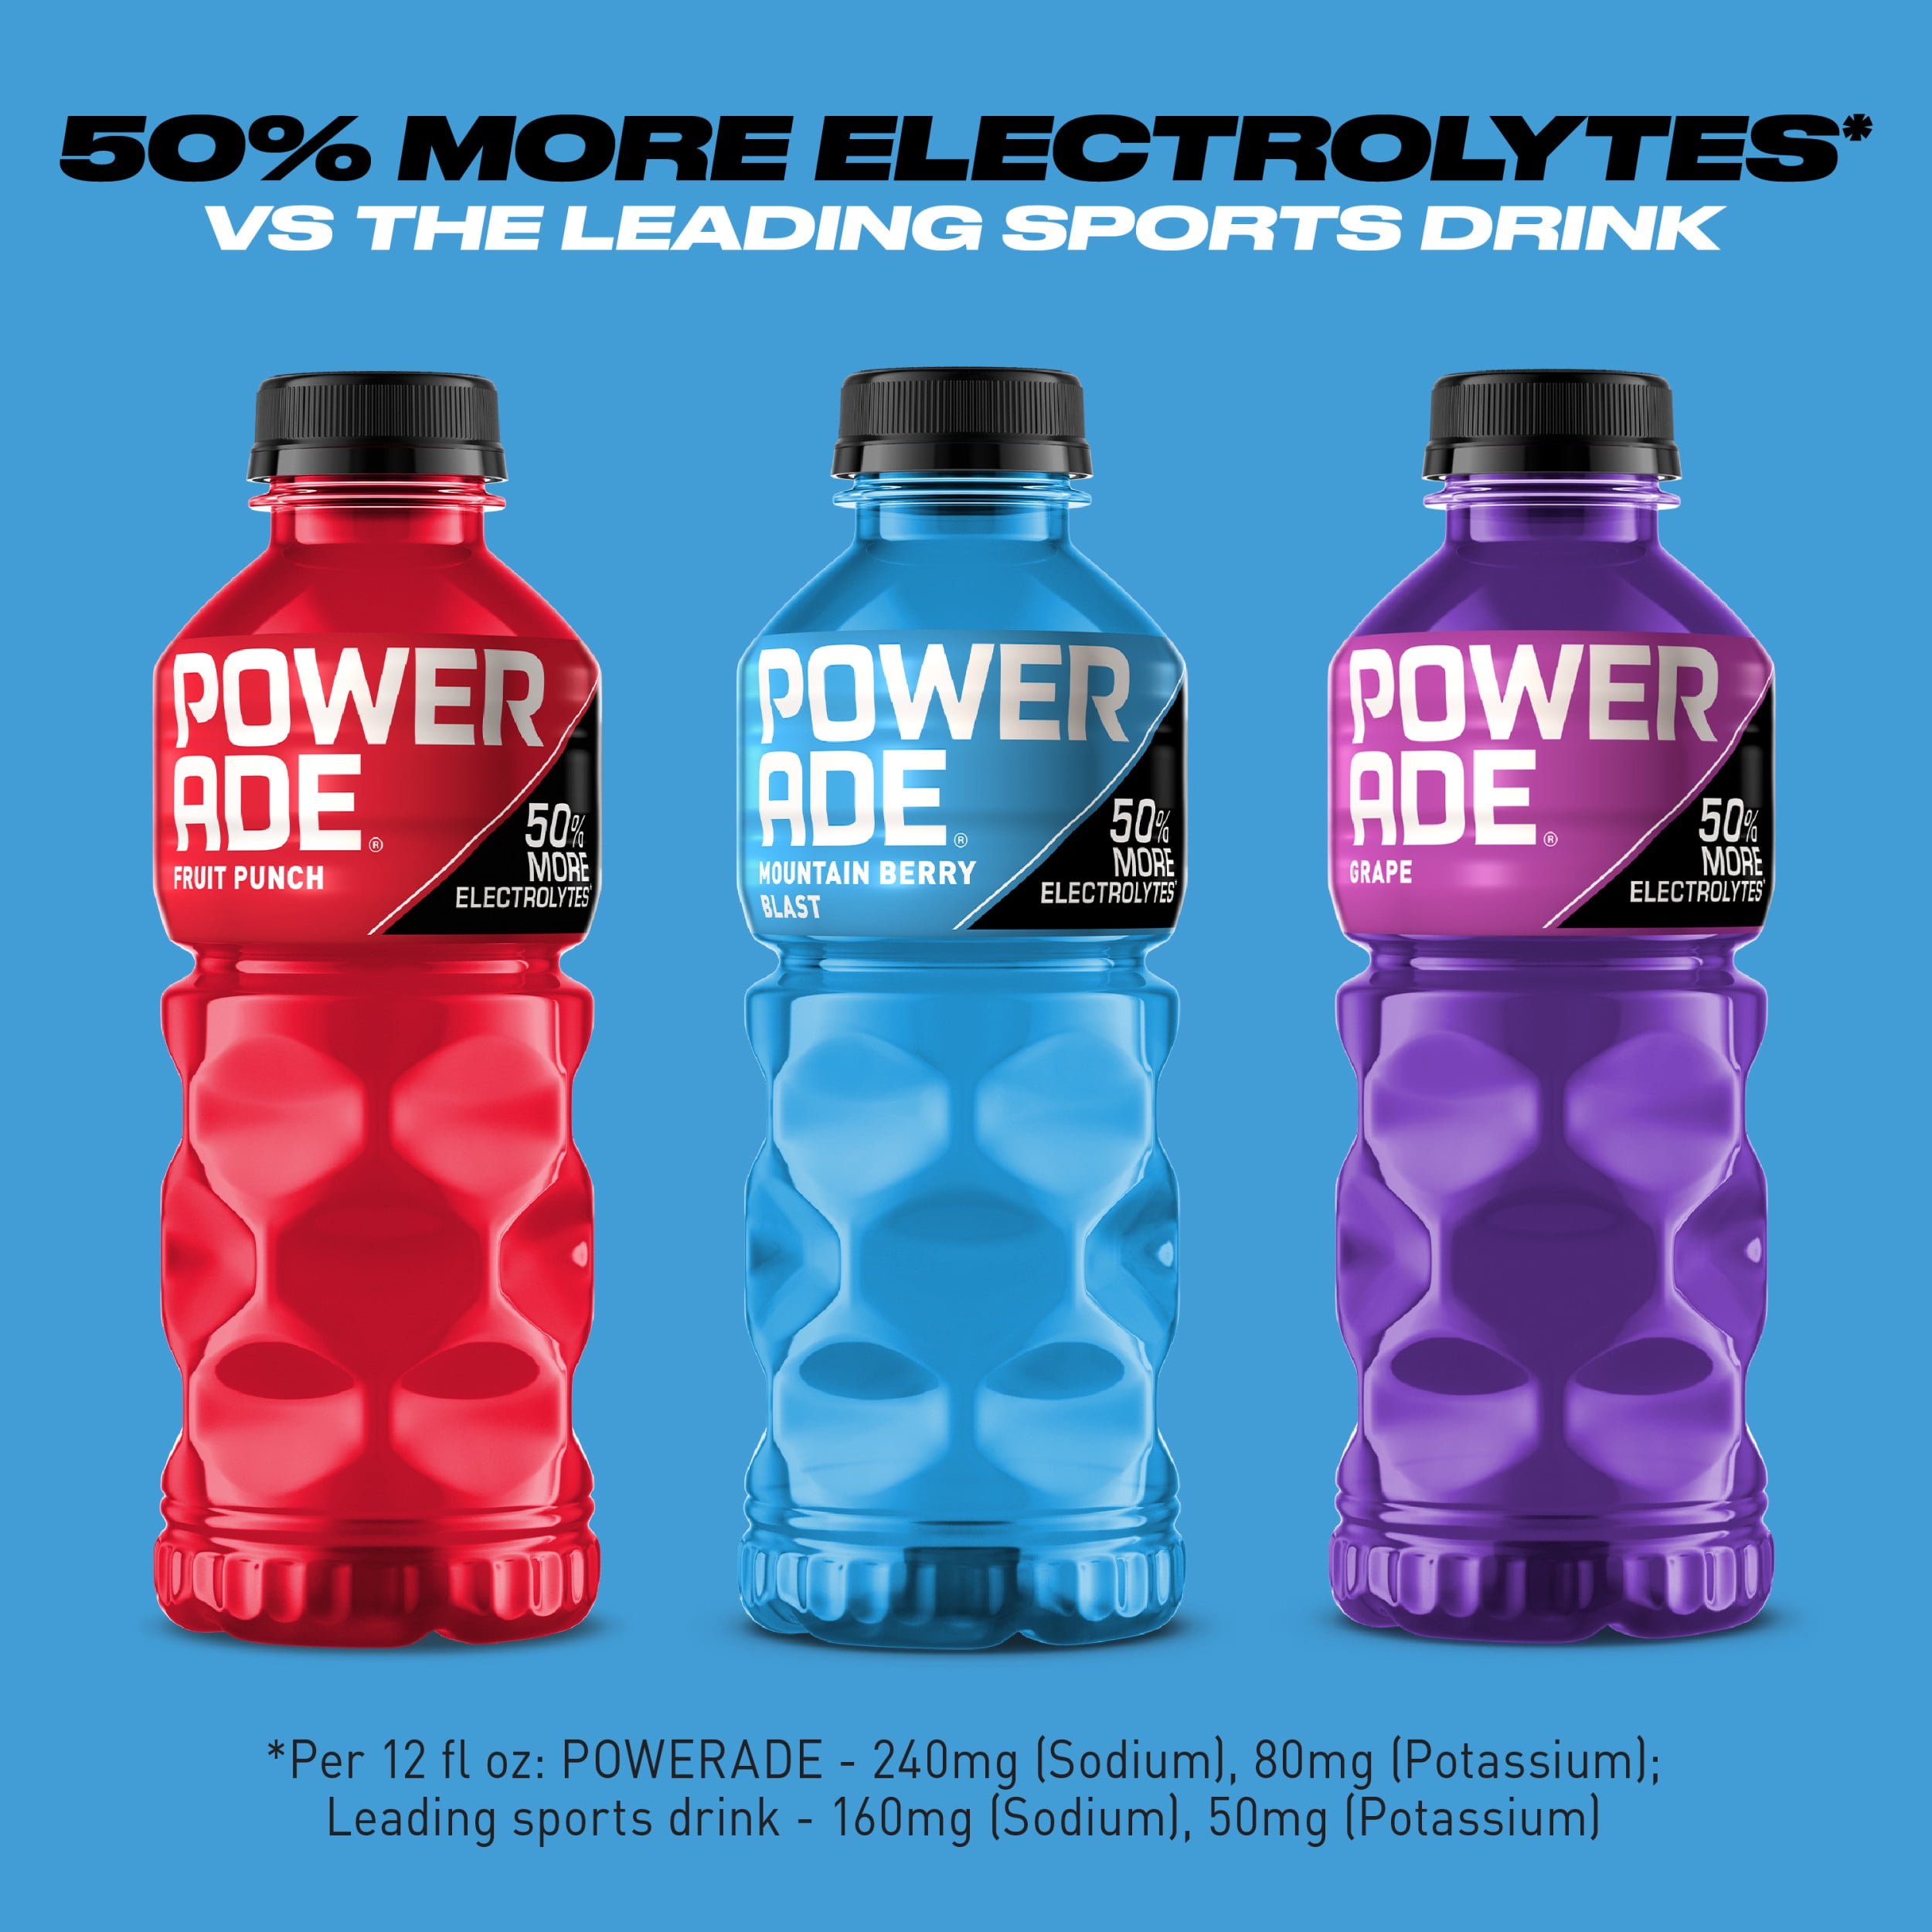 50% MORE ELECTROLYTES*
VS THE LEADING SPORTS DRINK
POWER
ADE®
FRUIT PUNCH
50%
MORE
ELECTROLYTES*
POWER
ADE®
MOUNTAIN BERRY
BLAST
50%
MORE
ELECTROLYTES*
POWER
ADE®
GRAPE
50%
MORE
ELECTROLYTES*
*Per 12 fl oz: POWERADE - 240mg (Sodium), 80mg (Potassium);
Leading sports drink - 160mg (Sodium), 50mg (Potassium)